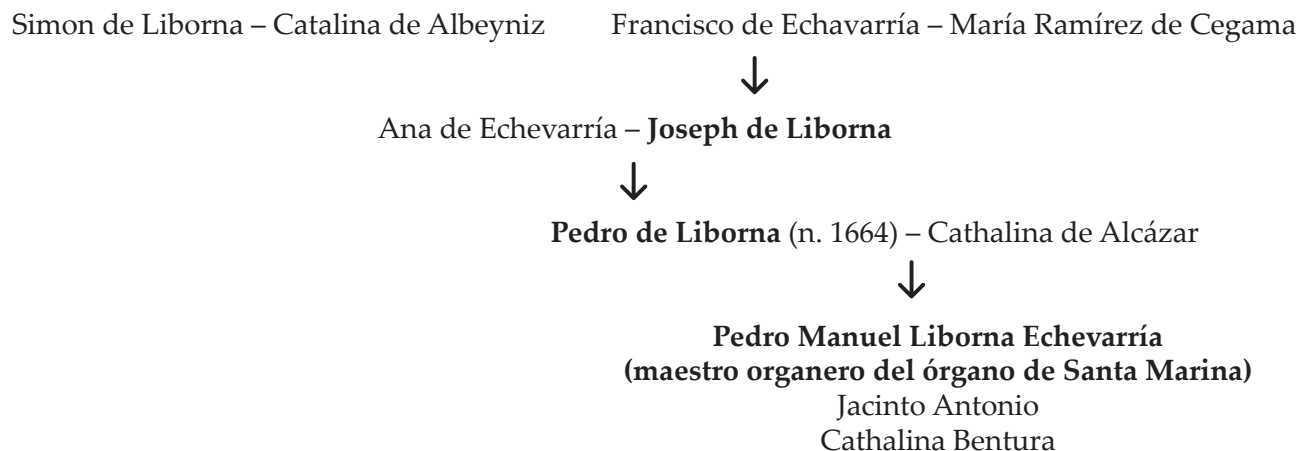 Simon de Liborna – Catalina de Albeyniz Francisco de Echavarría – María Ramírez de Cegama
Ana de Echevarría – Joseph de Liborna
Pedro de Liborna (n. 1664) – Cathalina de Alcázar
Pedro Manuel Liborna Echevarría
(maestro organero del órgano de Santa Marina)
Jacinto Antonio
Cathalina Bentura